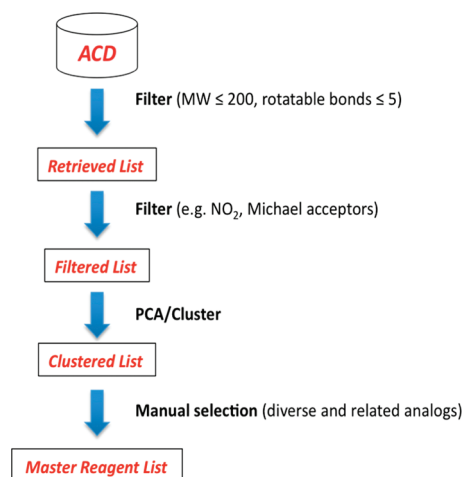 ACD
Filter (MW ≤ 200, rotatable bonds ≤ 5)
Retrieved List
Filter (e.g. NO₂, Michael acceptors)
Filtered List
PCA/Cluster
Clustered List
Manual selection (diverse and related analogs)
Master Reagent List